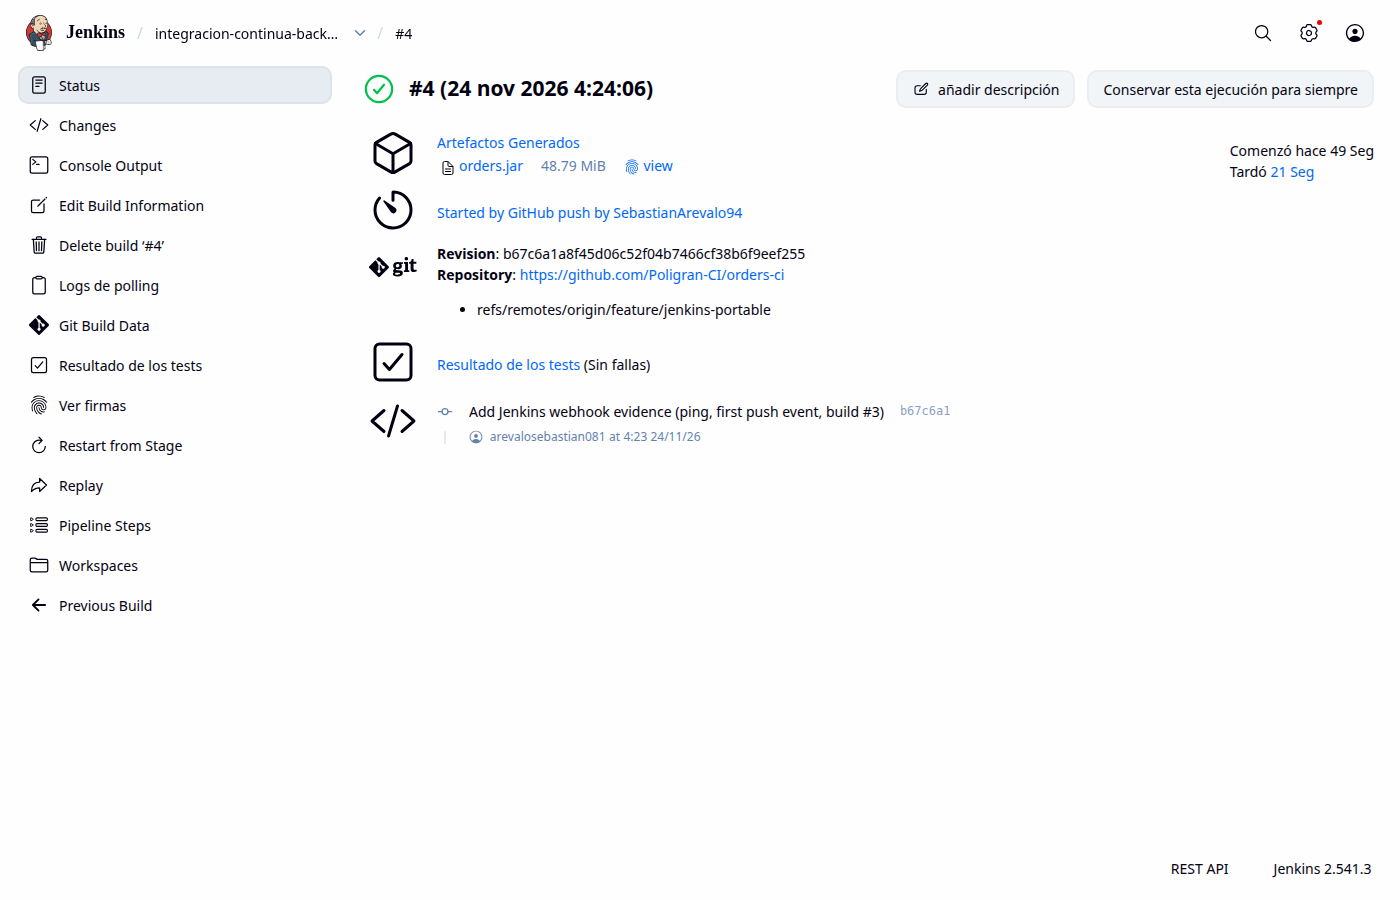 Jenkins / integracion-continua-back... / #4
Status
Changes
Console Output
Edit Build Information
Delete build ‘#4’
Logs de polling
Git Build Data
Resultado de los tests
Ver firmas
Restart from Stage
Replay
Pipeline Steps
Workspaces
Previous Build
#4 (24 nov 2026 4:24:06)
añadir descripción
Conservar esta ejecución para siempre
Artefactos Generados
orders.jar 48.79 MiB view
Comenzó hace 49 Seg
Tardó 21 Seg
Started by GitHub push by SebastianArevalo94
git
Revision: b67c6a1a8f45d06c52f04b7466cf38b6f9eef255
Repository: https://github.com/Poligran-CI/orders-ci
refs/remotes/origin/feature/jenkins-portable
Resultado de los tests (Sin fallas)
Add Jenkins webhook evidence (ping, first push event, build #3) b67c6a1
arevalosebastian081 at 4:23 24/11/26
REST API
Jenkins 2.541.3